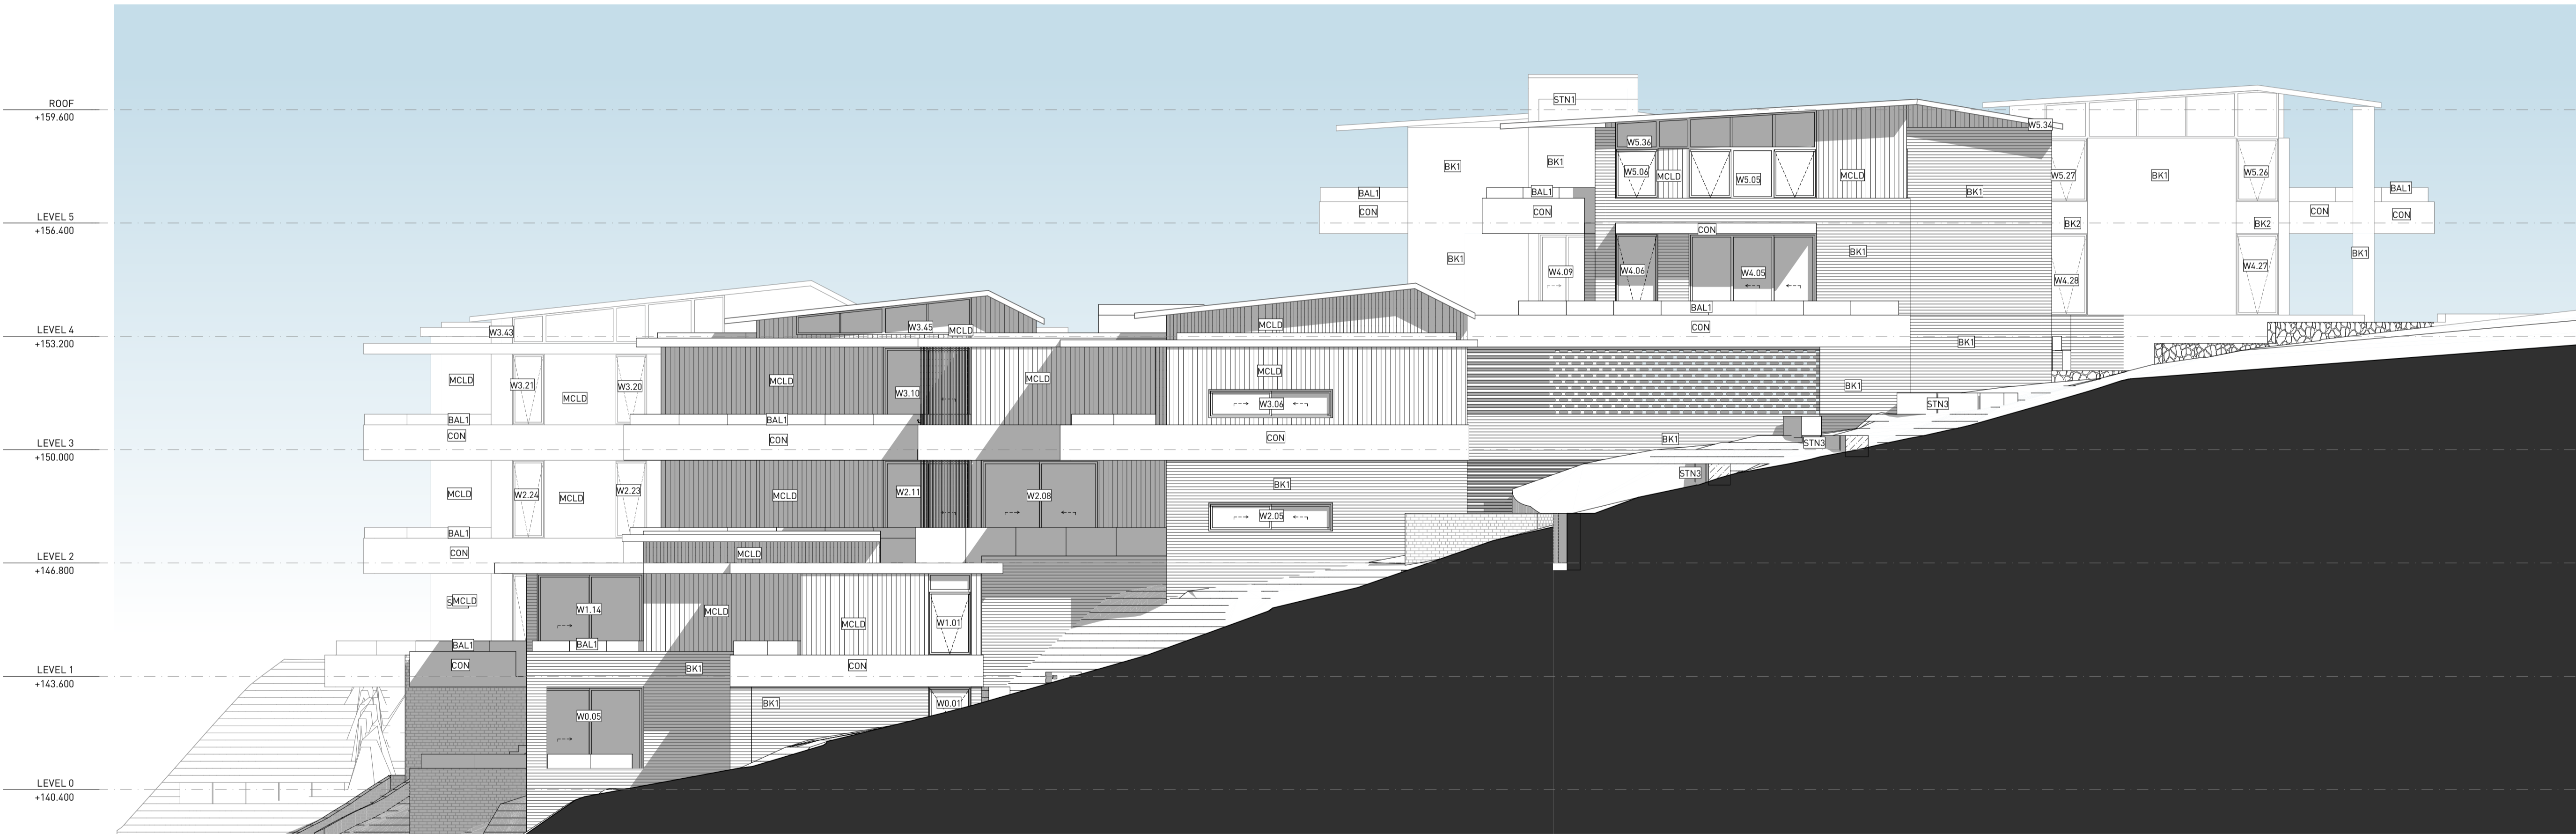 ROOF
+159.600
LEVEL 5
+156.400
LEVEL 4
+153.200
LEVEL 3
+150.000
LEVEL 2
+146.800
LEVEL 1
+143.600
LEVEL 0
+140.400
STN1
W5.34
W5.36
BK1
BK1
W5.06
MCLD
W5.05
MCLD
W5.27
BK1
W5.26
BAL1
BAL1
BK1
BAL1
CON
CON
CON
CON
BK2
BK2
CON
BK1
BK1
BK1
W4.09
W4.06
W4.05
W4.28
W4.27
BAL1
CON
BK1
W3.43
W3.45
MCLD
MCLD
MCLD
W3.21
MCLD
W3.20
MCLD
W3.10
MCLD
MCLD
W3.06
BK1
STN3
BAL1
BAL1
CON
CON
CON
BK1
STN3
STN3
MCLD
W2.24
MCLD
W2.23
MCLD
W2.11
W2.08
BK1
W2.05
BAL1
CON
MCLD
MCLD
W1.14
MCLD
MCLD
W1.01
BAL1
BAL1
CON
BK1
CON
W0.05
BK1
W0.01